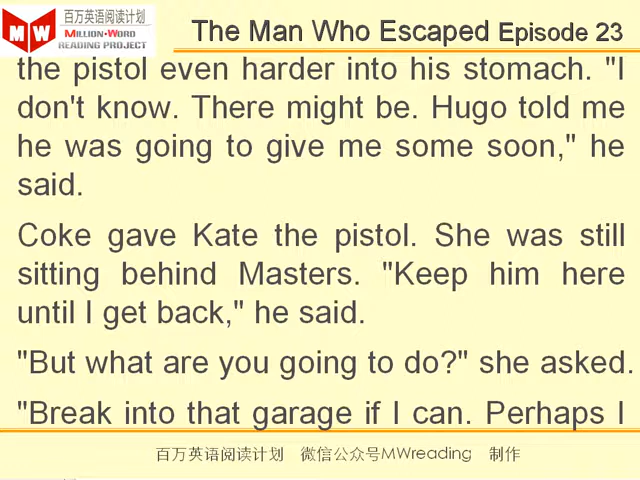 百万英语阅读计划
MW
MILLION-WORD
READING PROJECT
The Man Who Escaped Episode 23
the pistol even harder into his stomach. "I
don't know. There might be. Hugo told me
he was going to give me some soon," he
said.
Coke gave Kate the pistol. She was still
sitting behind Masters. "Keep him here
until I get back," he said.
"But what are you going to do?" she asked.
"Break into that garage if I can. Perhaps I
百万英语阅读计划 微信公众号MWreading 制作